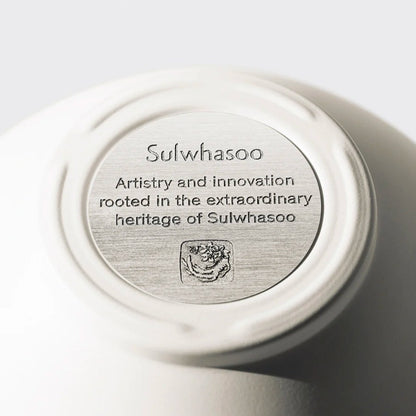 Sulwhasoo
Artistry and innovation
rooted in the extraordinary
heritage of Sulwhasoo